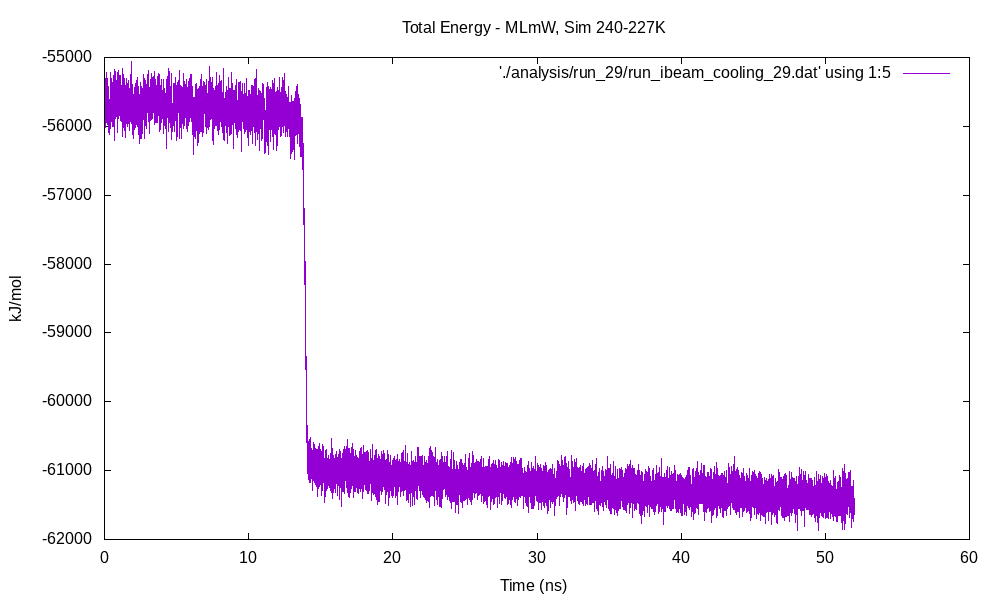 Total Energy - MLmW, Sim 240-227K
'./analysis/run_29/run_ibeam_cooling_29.dat' using 1:5
-55000
-56000
-57000
-58000
-59000
-60000
-61000
-62000
kJ/mol
0 10 20 30 40 50 60
Time (ns)